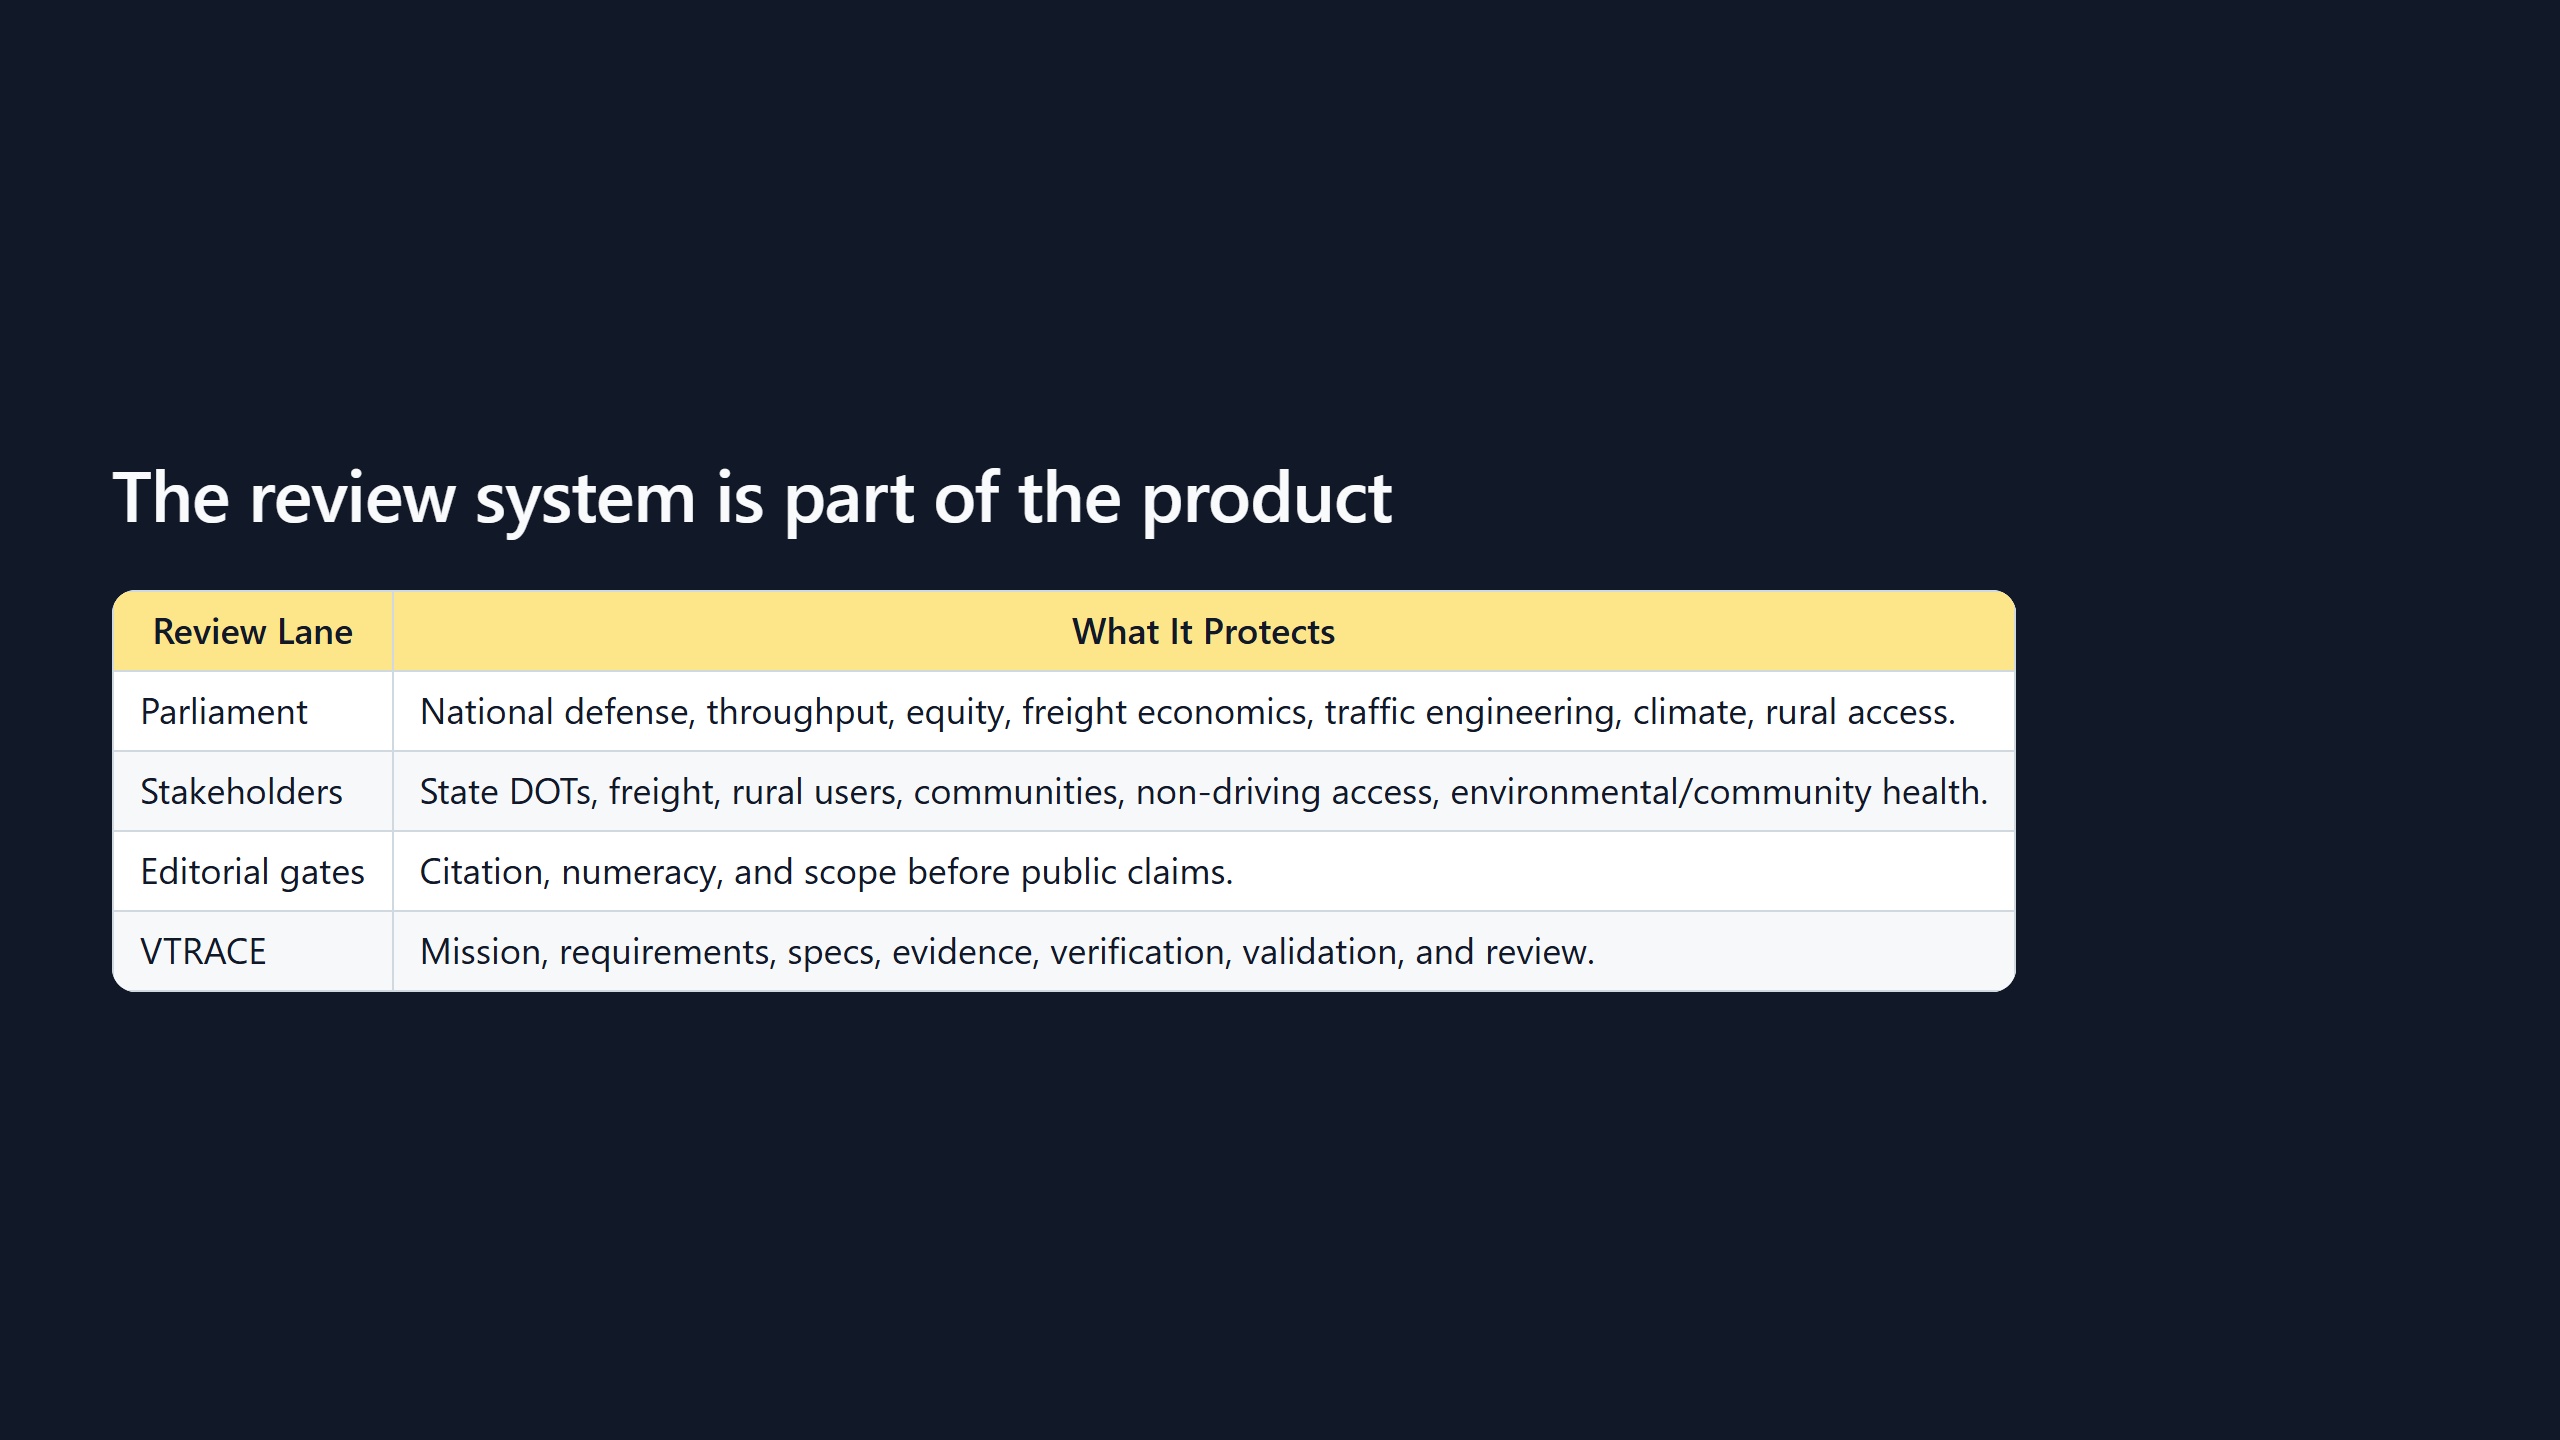 The review system is part of the product
Review Lane What It Protects
Parliament National defense, throughput, equity, freight economics, traffic engineering, climate, rural access.
Stakeholders State DOTs, freight, rural users, communities, non-driving access, environmental/community health.
Editorial gates Citation, numeracy, and scope before public claims.
VTRACE Mission, requirements, specs, evidence, verification, validation, and review.